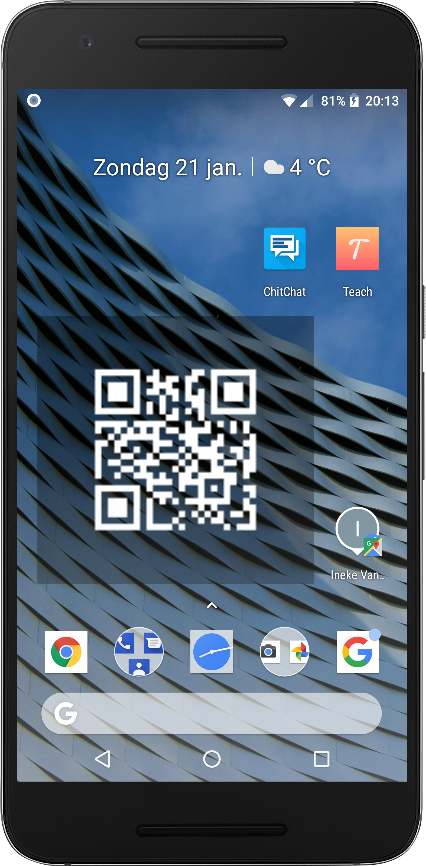 81% 20:13
Zondag 21 jan. | 4 °C
ChitChat
Teach
I
Ineke Van..